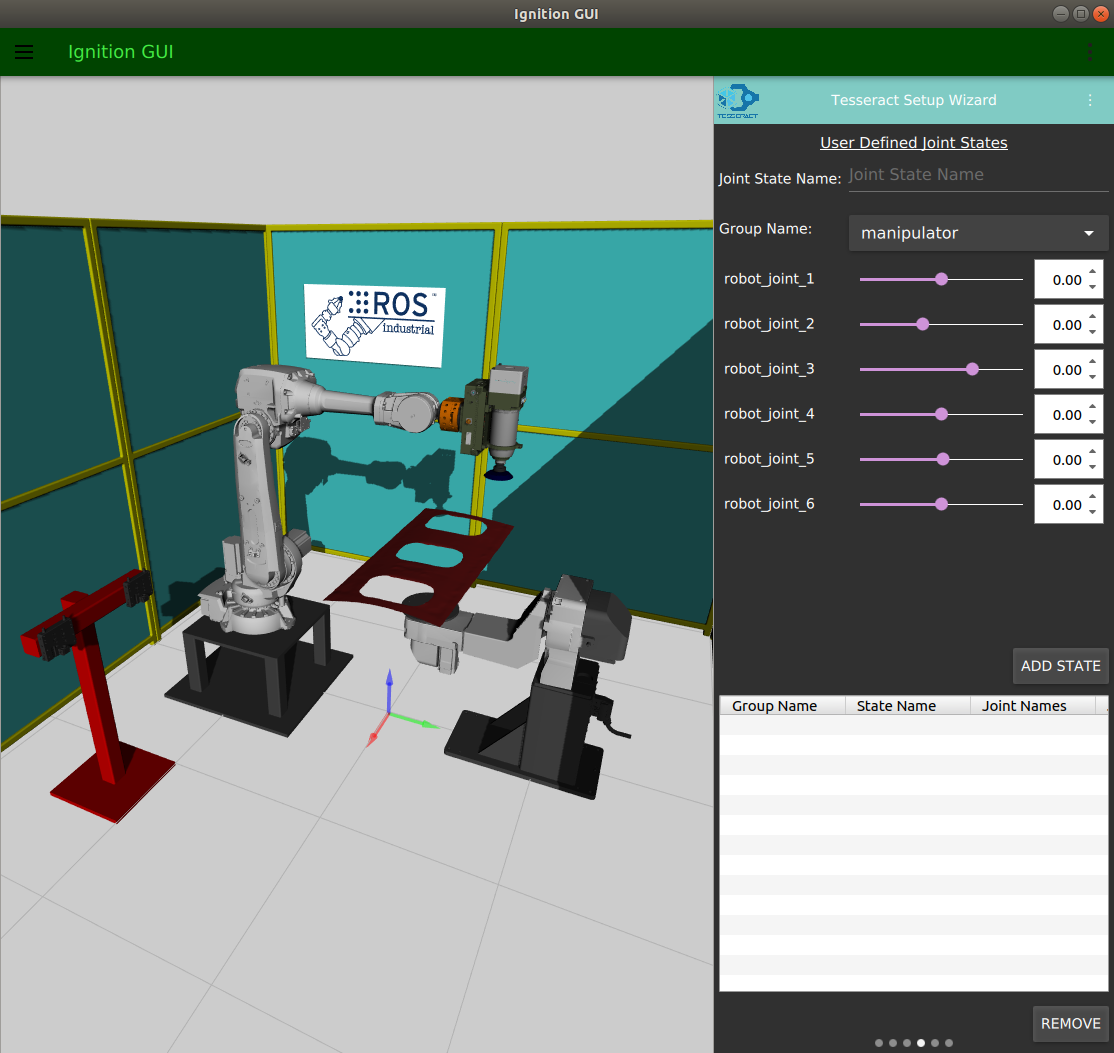 Ignition GUI
Ignition GUI
TESSERACT
Tesseract Setup Wizard
User Defined Joint States
Joint State Name: Joint State Name
Group Name: manipulator
robot_joint_1 0.00
robot_joint_2 0.00
robot_joint_3 0.00
robot_joint_4 0.00
robot_joint_5 0.00
robot_joint_6 0.00
ROS™
industrial
ADD STATE
Group Name State Name Joint Names
REMOVE